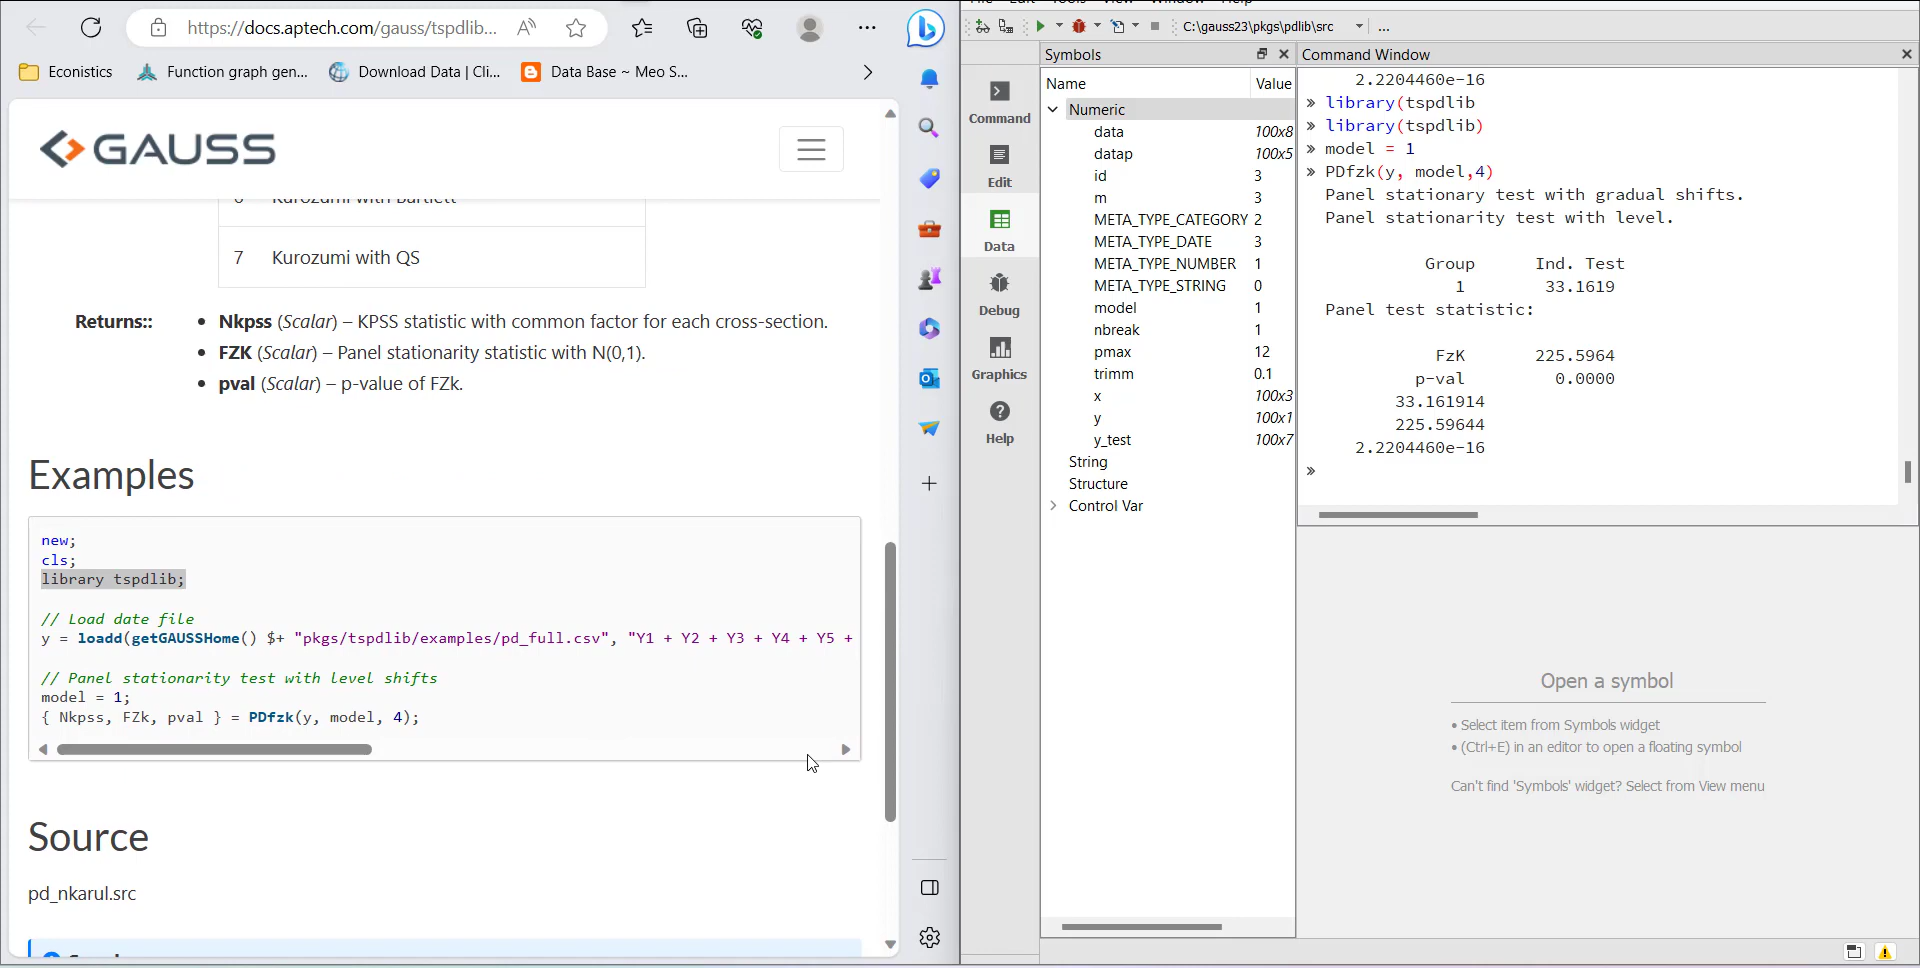 https://docs.aptech.com/gauss/tspdlib...
Econistics
Function graph gen...
Download Data | Cli...
Data Base ~ Meo S...
GAUSS
7 Kurozumi with QS
Returns::
• Nkpss (Scalar) – KPSS statistic with common factor for each cross-section.
• FZK (Scalar) – Panel stationarity statistic with N(0,1).
• pval (Scalar) – p-value of FZk.
Examples
new;
cls;
library tspdlib;
// Load date file
y = loadd(getGAUSSHome() $+ "pkgs/tspdlib/examples/pd_full.csv", "Y1 + Y2 + Y3 + Y4 + Y5 +
// Panel stationarity test with level shifts
model = 1;
{ Nkpss, FZk, pval } = PDfzk(y, model, 4);
Source
pd_nkarul.src
C:\gauss23\pkgs\pdlib\src
...
Command
Edit
Data
Debug
Graphics
Help
Symbols
Name Value
Numeric
data 100x8
datap 100x5
id 3
m 3
META_TYPE_CATEGORY 2
META_TYPE_DATE 3
META_TYPE_NUMBER 1
META_TYPE_STRING 0
model 1
nbreak 1
pmax 12
trimm 0.1
x 100x3
y 100x1
y_test 100x7
String
Structure
Control Var
Command Window
2.2204460e-16
» library(tspdlib
» library(tspdlib)
» model = 1
» PDfzk(y, model,4)
Panel stationary test with gradual shifts.
Panel stationarity test with level.
Group Ind. Test
1 33.1619
Panel test statistic:
FzK 225.5964
p-val 0.0000
33.161914
225.59644
2.2204460e-16
»
Open a symbol
• Select item from Symbols widget
• (Ctrl+E) in an editor to open a floating symbol
Can't find 'Symbols' widget? Select from View menu